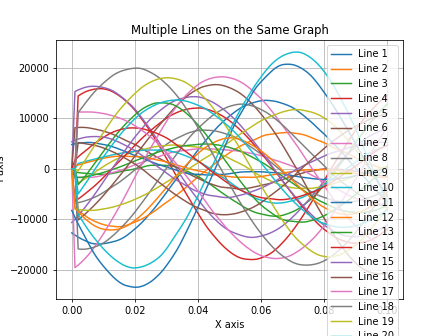 Multiple Lines on the Same Graph
20000
10000
0
−10000
−20000
0.00
0.02
0.04
0.06
X axis
Line 1
Line 2
Line 3
Line 4
Line 5
Line 6
Line 7
Line 8
Line 9
Line 10
Line 11
Line 12
Line 13
Line 14
Line 15
Line 16
Line 17
Line 18
Line 19